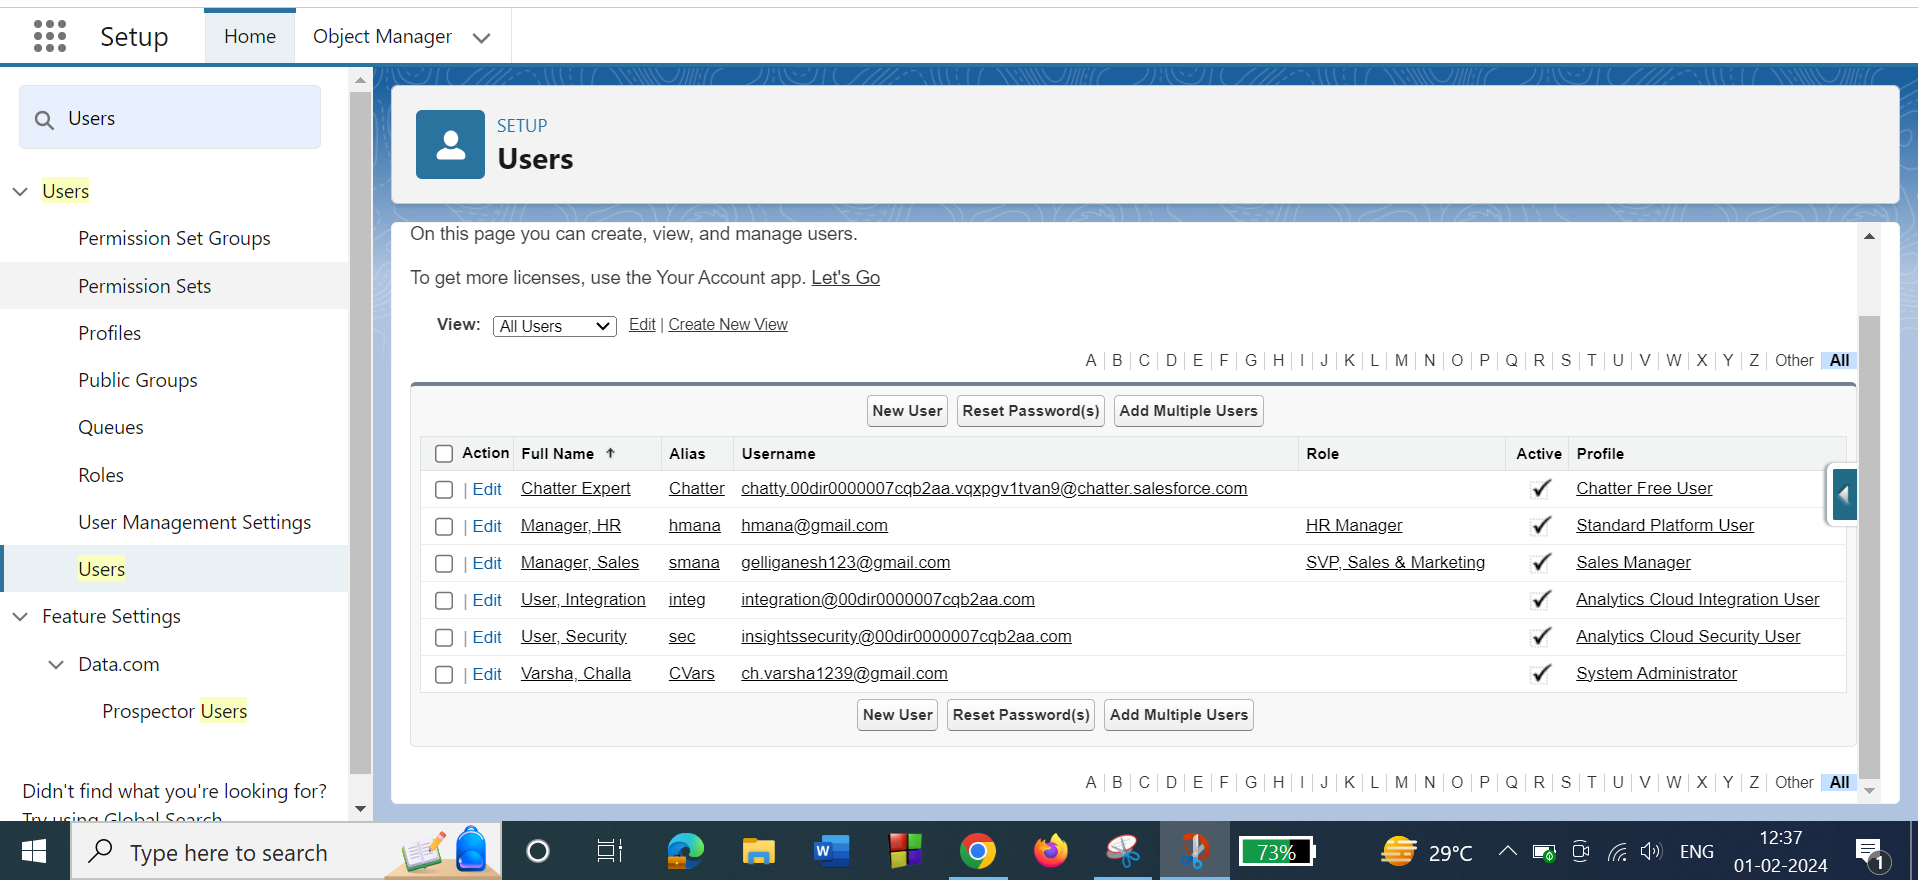 Setup
Home
Object Manager
Users
Users
Permission Set Groups
Permission Sets
Profiles
Public Groups
Queues
Roles
User Management Settings
Users
Feature Settings
Data.com
Prospector Users
Didn't find what you're looking for?
Try using Global Search
SETUP
Users
On this page you can create, view, and manage users.
To get more licenses, use the Your Account app. Let's Go
View: All Users Edit | Create New View
A | B | C | D | E | F | G | H | I | J | K | L | M | N | O | P | Q | R | S | T | U | V | W | X | Y | Z | Other | All
New User Reset Password(s) Add Multiple Users
Action Full Name ↑ Alias Username Role Active Profile
| Edit Chatter Expert Chatter chatty.00dir0000007cqb2aa.vqxpgv1tvan9@chatter.salesforce.com Chatter Free User
| Edit Manager, HR hmana hmana@gmail.com HR Manager Standard Platform User
| Edit Manager, Sales smana gelliganesh123@gmail.com SVP, Sales & Marketing Sales Manager
| Edit User, Integration integ integration@00dir0000007cqb2aa.com Analytics Cloud Integration User
| Edit User, Security sec insightssecurity@00dir0000007cqb2aa.com Analytics Cloud Security User
| Edit Varsha, Challa CVars ch.varsha1239@gmail.com System Administrator
New User Reset Password(s) Add Multiple Users
A | B | C | D | E | F | G | H | I | J | K | L | M | N | O | P | Q | R | S | T | U | V | W | X | Y | Z | Other | All
Type here to search
W
73%
29°C
ENG
12:37
01-02-2024
1